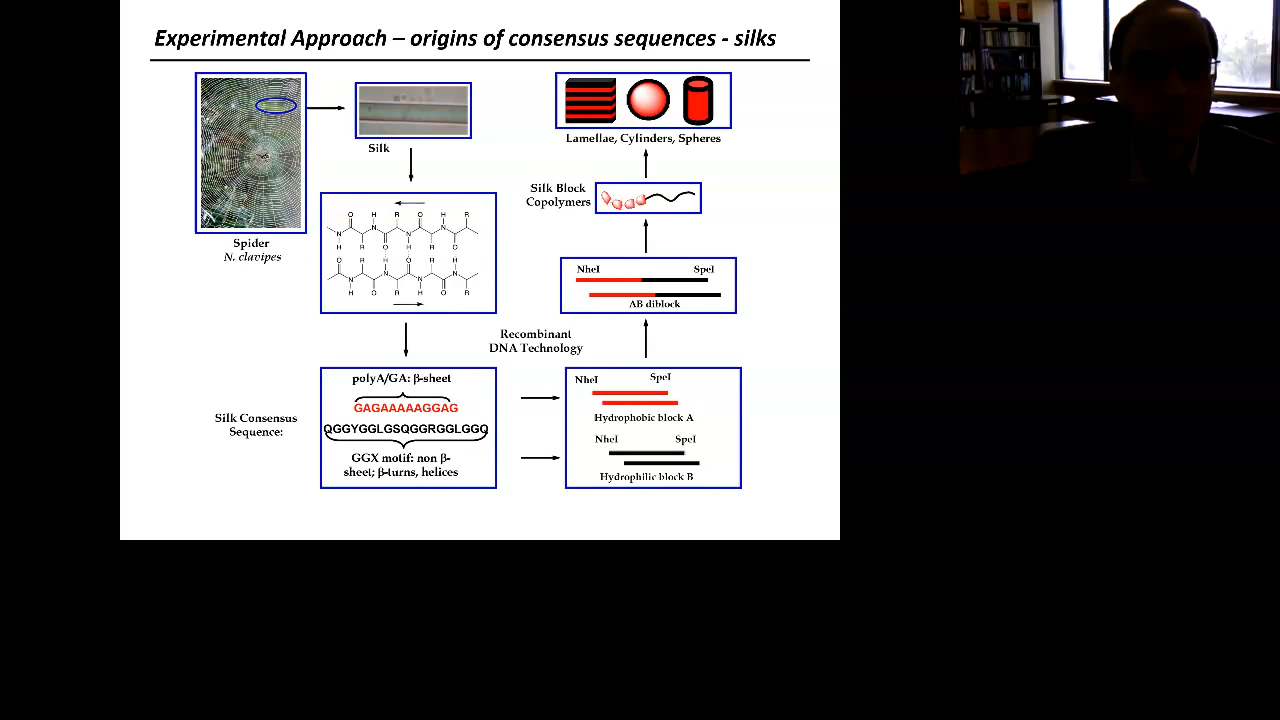 Experimental Approach – origins of consensus sequences - silks
Spider
N. clavipes
Silk
O H R O H R
N N N
H R O H R O
O R H O R H
N N N
H O R H O R
Silk Consensus
Sequence:
polyA/GA: β-sheet
GAGAAAAAGGAG
QGGYGGLGSQGGRGGLGGQ
GGX motif: non β-
sheet; β-turns, helices
Recombinant
DNA Technology
NheI SpeI
Hydrophobic block A
NheI SpeI
Hydrophilic block B
NheI SpeI
AB diblock
Silk Block
Copolymers
Lamellae, Cylinders, Spheres